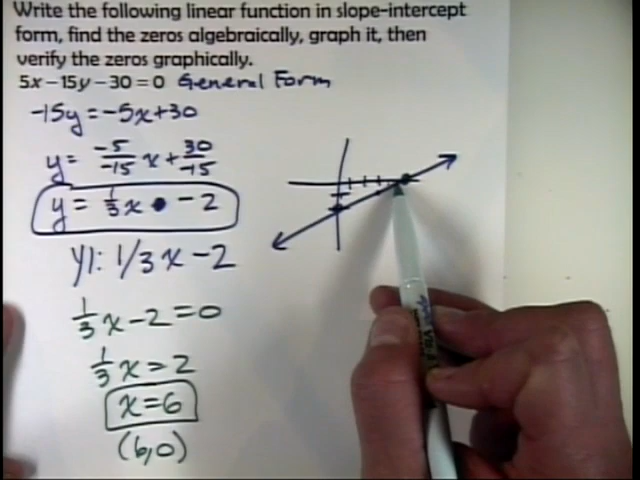 Write the following linear function in slope-intercept
form, find the zeros algebraically, graph it, then
verify the zeros graphically.
5x – 15y – 30 = 0 General Form
-15y = -5x+30
y = -5/-15 x + 30/-15
y = 1/3 x - 2
Y1: 1/3 x - 2
1/3 x - 2 = 0
1/3 x = 2
x = 6
(6,0)